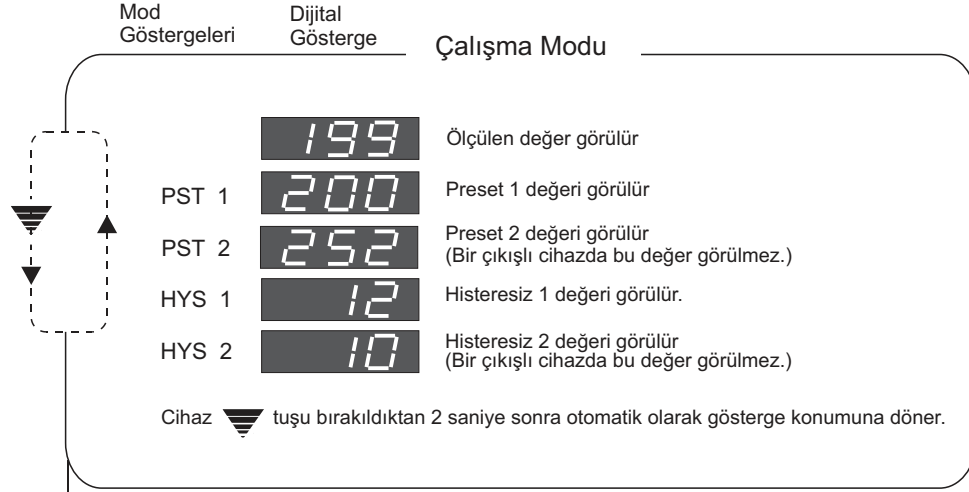 Mod
Göstergeleri
Dijital
Gösterge
Çalışma Modu
199 Ölçülen değer görülür
PST 1 200 Preset 1 değeri görülür
PST 2 252 Preset 2 değeri görülür
(Bir çıkışlı cihazda bu değer görülmez.)
HYS 1 12 Histeresiz 1 değeri görülür.
HYS 2 10 Histeresiz 2 değeri görülür
(Bir çıkışlı cihazda bu değer görülmez.)
Cihaz tuşu bırakıldıktan 2 saniye sonra otomatik olarak gösterge konumuna döner.